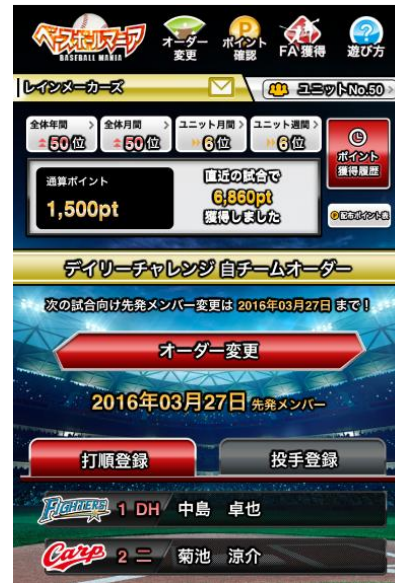 ベースボールマニア
BASEBALL MANIA
オーダー
変更
ポイント
確認
FA獲得
遊び方
レインメーカーズ
ユニットNo.50
全体年間
50位
全体月間
50位
ユニット月間
6位
ユニット週間
6位
ポイント
獲得履歴
通算ポイント
1,500pt
直近の試合で
6,860pt
獲得しました
配布ポイント表
デイリーチャレンジ 自チームオーダー
次の試合向け先発メンバー変更は 2016年03月27日 まで!
オーダー変更
2016年03月27日 先発メンバー
打順登録
投手登録
FIGHTERS 1 DH 中島 卓也
Carp 2 二 菊池 涼介